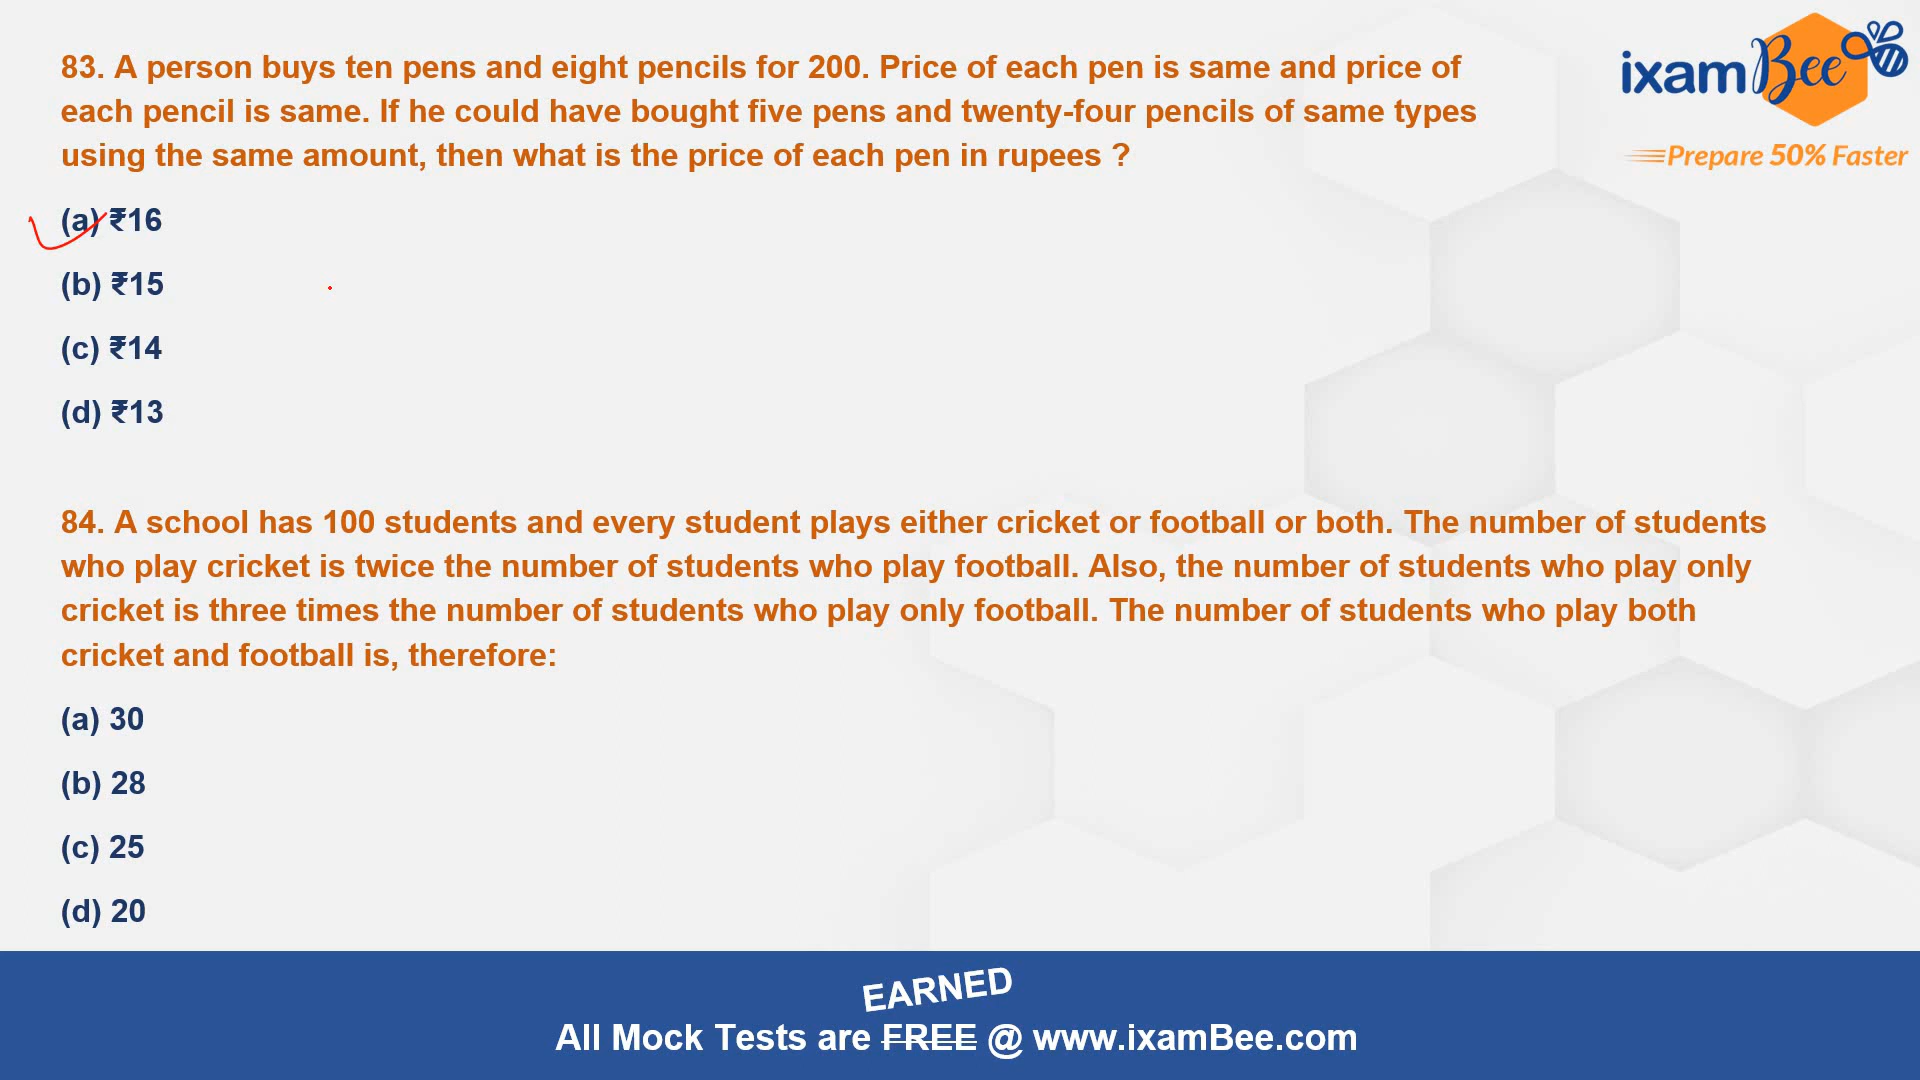 83. A person buys ten pens and eight pencils for 200. Price of each pen is same and price of
each pencil is same. If he could have bought five pens and twenty-four pencils of same types
using the same amount, then what is the price of each pen in rupees ?
(a) ₹16
(b) ₹15
(c) ₹14
(d) ₹13
84. A school has 100 students and every student plays either cricket or football or both. The number of students
who play cricket is twice the number of students who play football. Also, the number of students who play only
cricket is three times the number of students who play only football. The number of students who play both
cricket and football is, therefore:
(a) 30
(b) 28
(c) 25
(d) 20
ixamBee
Prepare 50% Faster
EARNED
All Mock Tests are FREE @ www.ixamBee.com